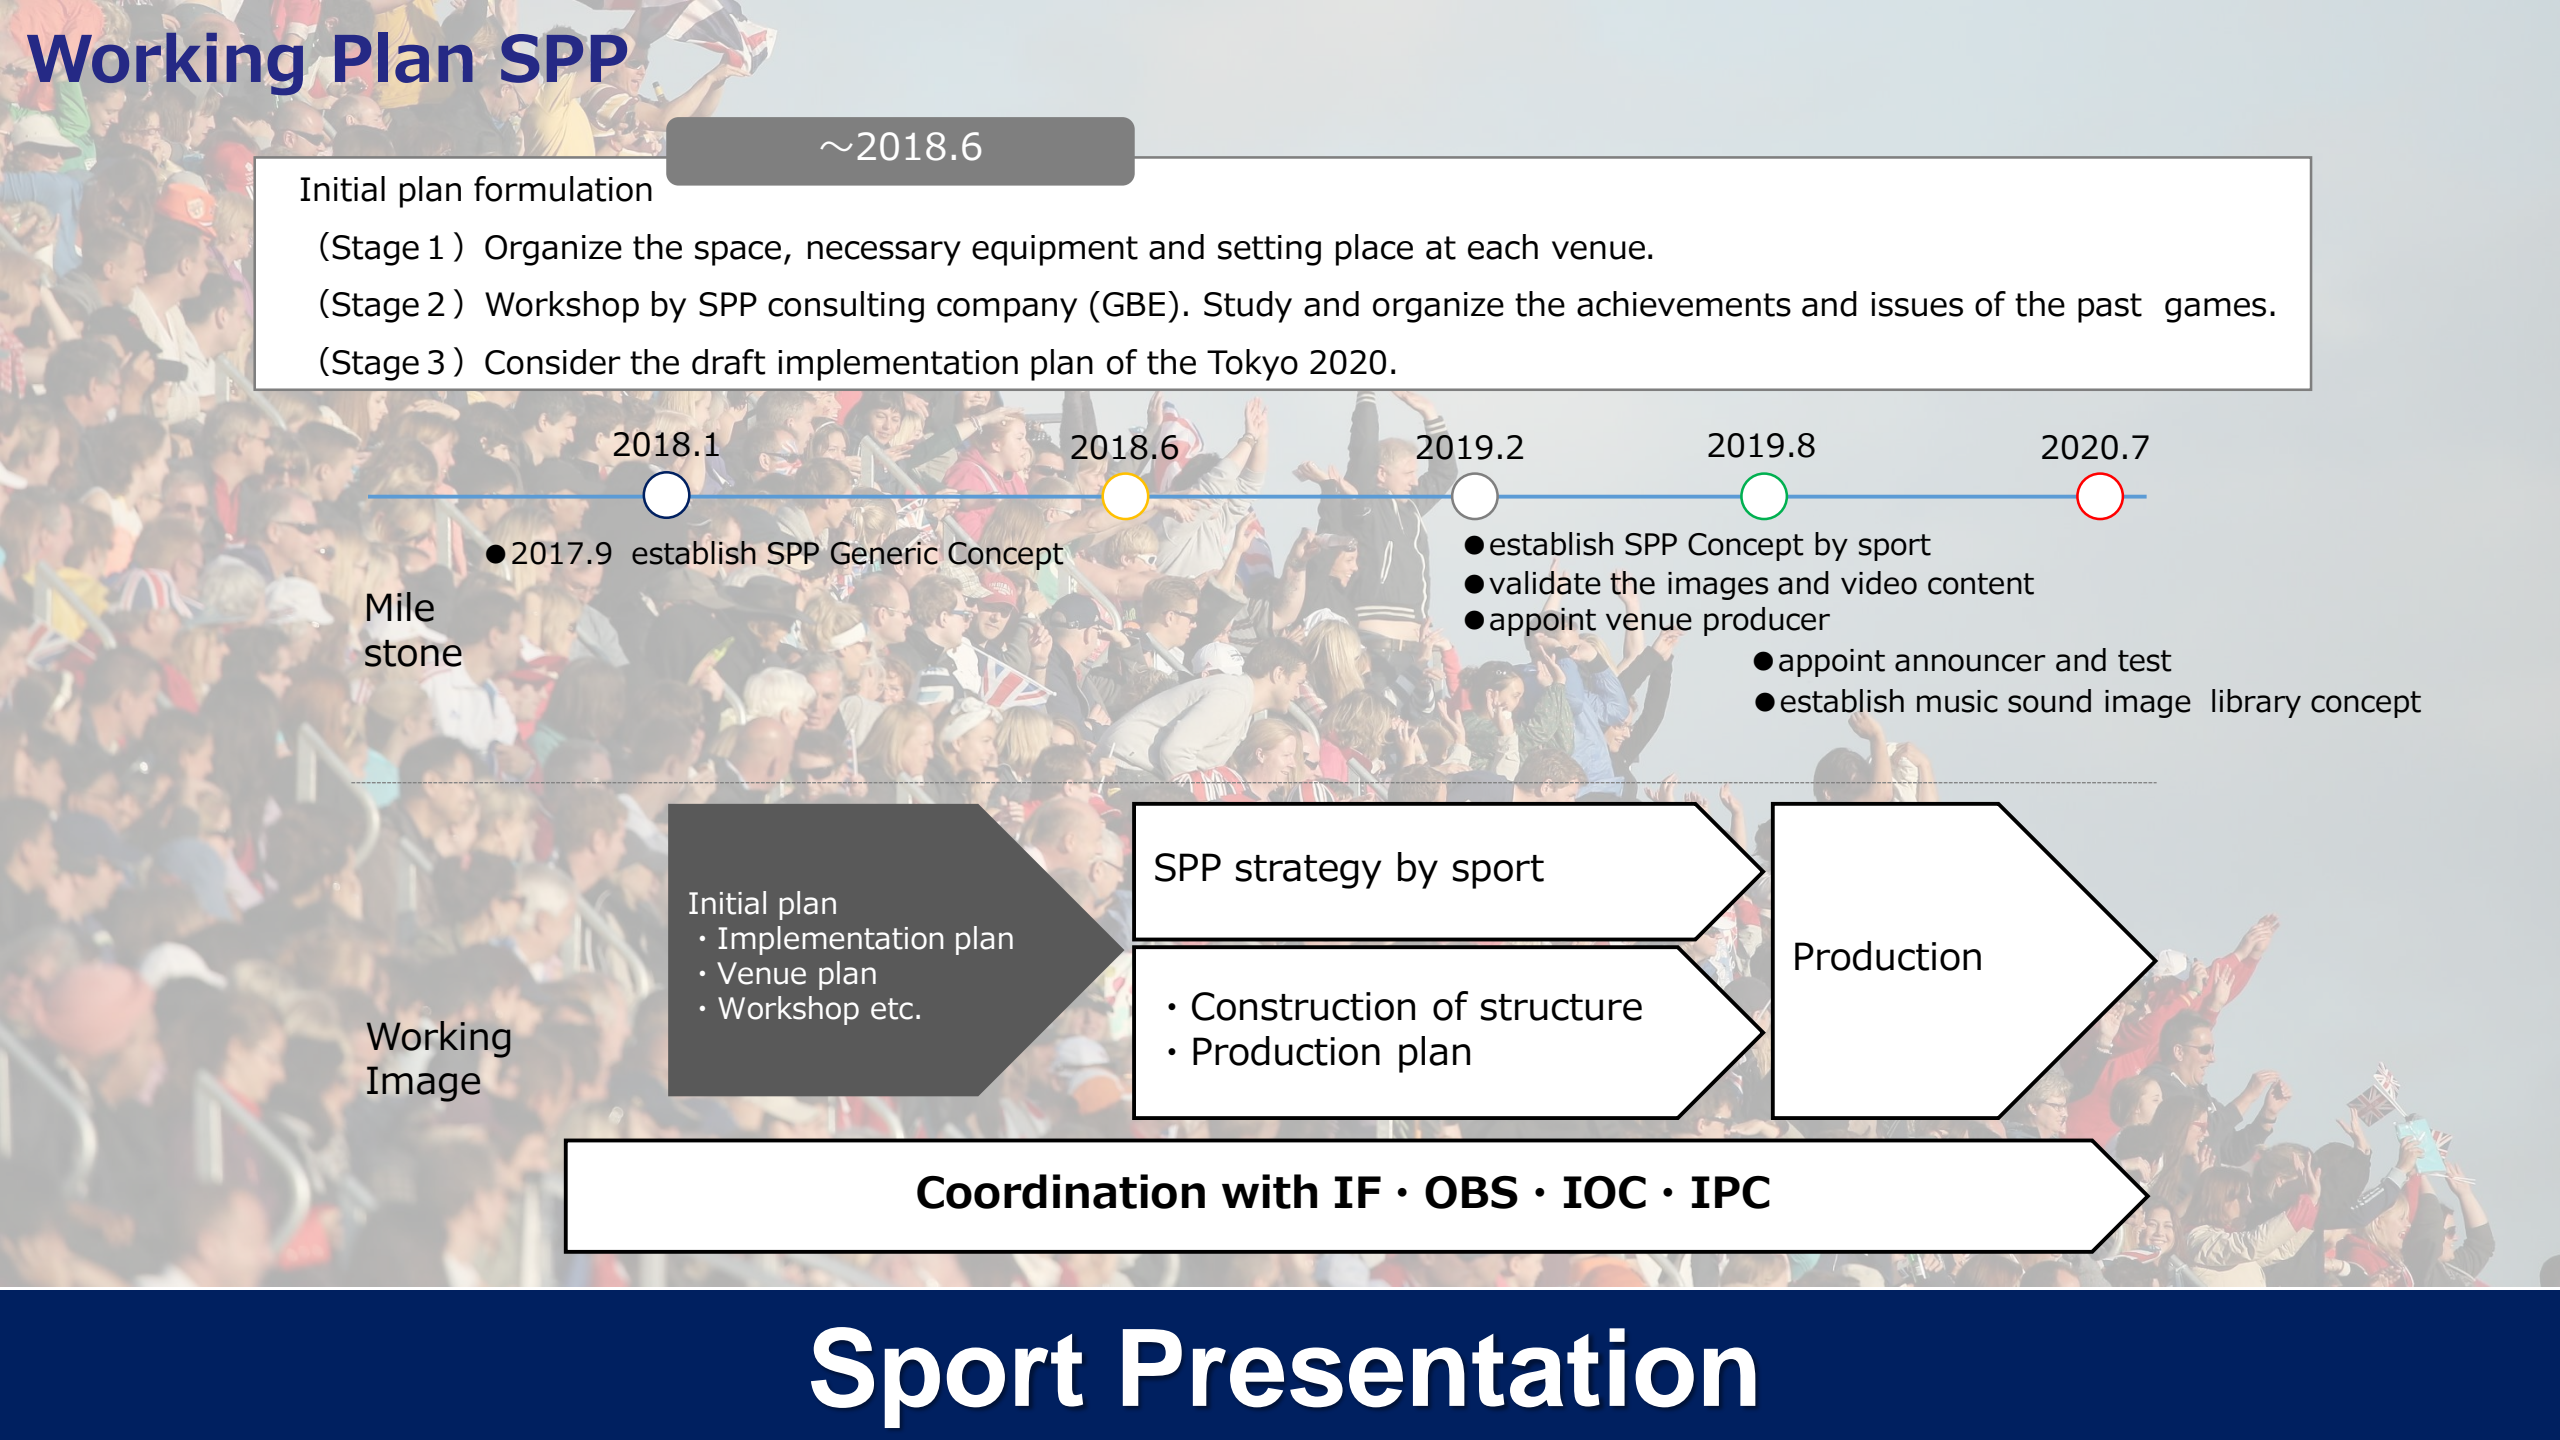 Working Plan SPP
～2018.6
Initial plan formulation
（Stage１）Organize the space, necessary equipment and setting place at each venue.
（Stage２）Workshop by SPP consulting company (GBE). Study and organize the achievements and issues of the past  games.
（Stage３）Consider the draft implementation plan of the Tokyo 2020.
2018.1
2018.6
2019.2
2019.8
2020.7
●2017.9  establish SPP Generic Concept
●establish SPP Concept by sport
●validate the images and video content
●appoint venue producer
●appoint announcer and test
●establish music sound image  library concept
Mile
stone
Initial plan
・Implementation plan
・Venue plan
・Workshop etc.
SPP strategy by sport
・Construction of structure
・Production plan
Production
Working
Image
Coordination with IF・OBS・IOC・IPC
Sport Presentation